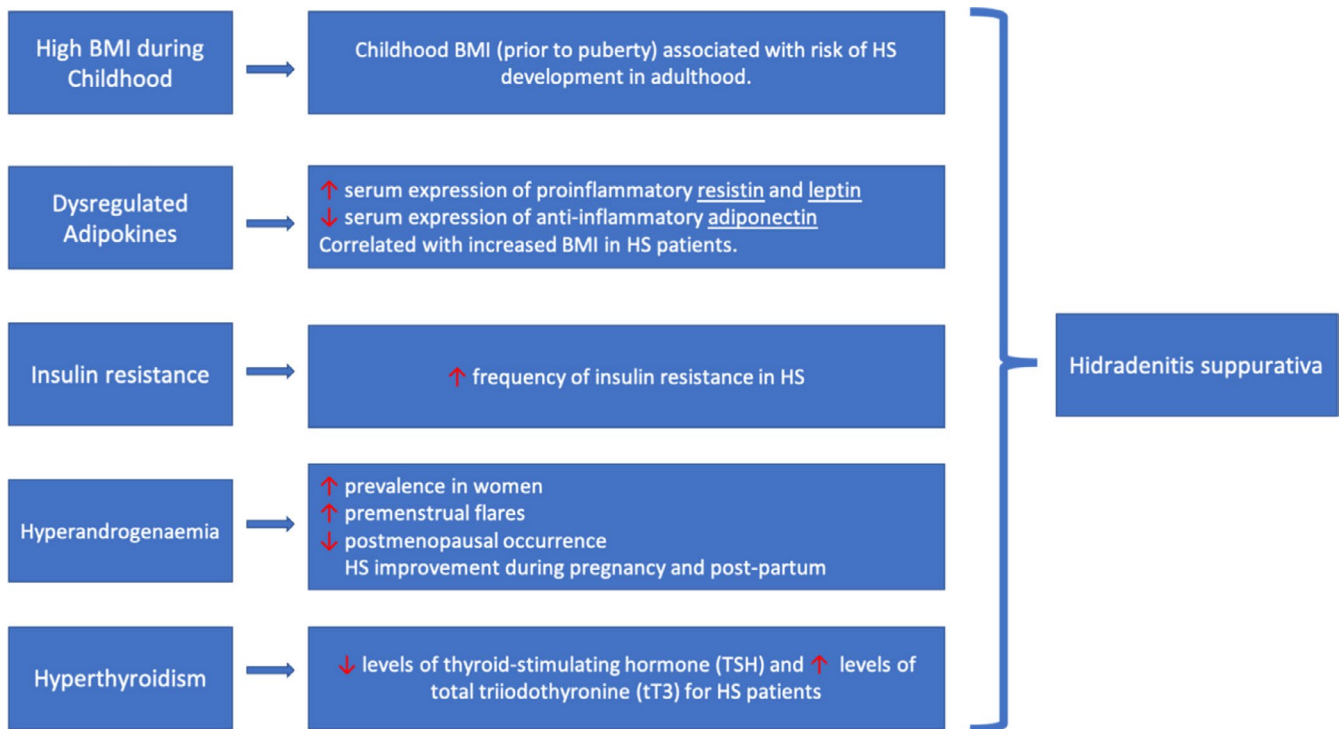 High BMI during
Childhood
Childhood BMI (prior to puberty) associated with risk of HS
development in adulthood.
Dysregulated
Adipokines
↑ serum expression of proinflammatory resistin and leptin
↓ serum expression of anti-inflammatory adiponectin
Correlated with increased BMI in HS patients.
Insulin resistance
↑ frequency of insulin resistance in HS
Hidradenitis suppurativa
Hyperandrogenaemia
↑ prevalence in women
↑ premenstrual flares
↓ postmenopausal occurrence
HS improvement during pregnancy and post-partum
Hyperthyroidism
↓ levels of thyroid-stimulating hormone (TSH) and ↑ levels of
total triiodothyronine (tT3) for HS patients